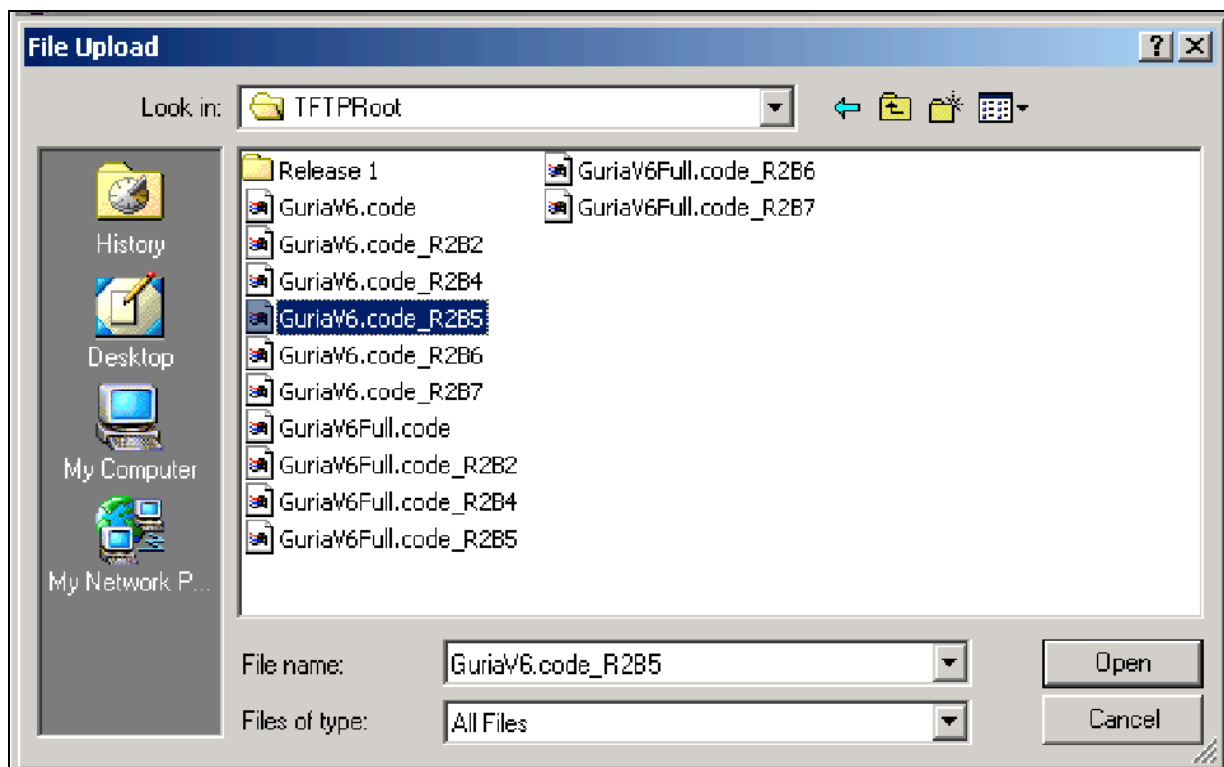 File Upload
Look in: TFTPRoot
Release 1
GuriaV6.code
GuriaV6.code_R2B2
GuriaV6.code_R2B4
GuriaV6.code_R2B5
GuriaV6.code_R2B6
GuriaV6.code_R2B7
GuriaV6Full.code
GuriaV6Full.code_R2B2
GuriaV6Full.code_R2B4
GuriaV6Full.code_R2B5
GuriaV6Full.code_R2B6
GuriaV6Full.code_R2B7
History
Desktop
My Computer
My Network P...
File name: GuriaV6.code_R2B5 Open
Files of type: All Files Cancel